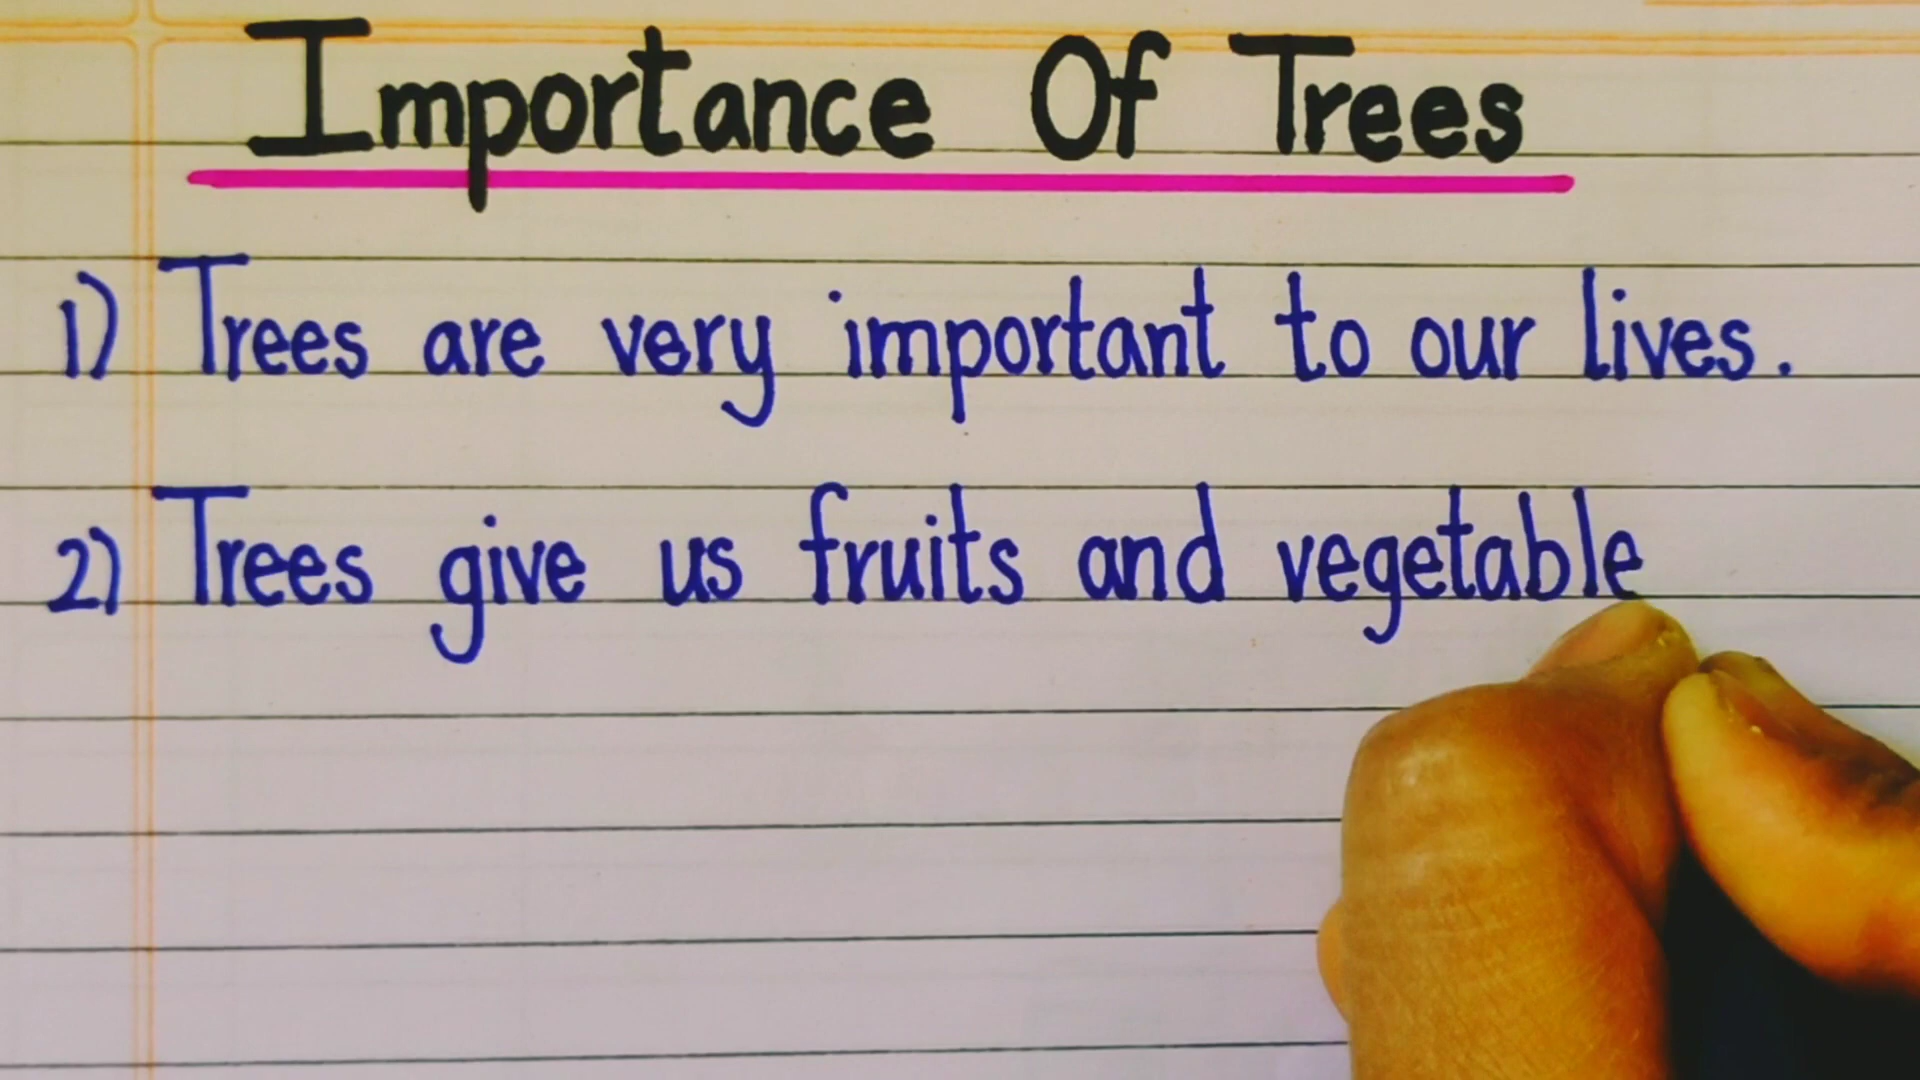 Importance Of Trees
1) Trees are very important to our lives.
2) Trees give us fruits and vegetable